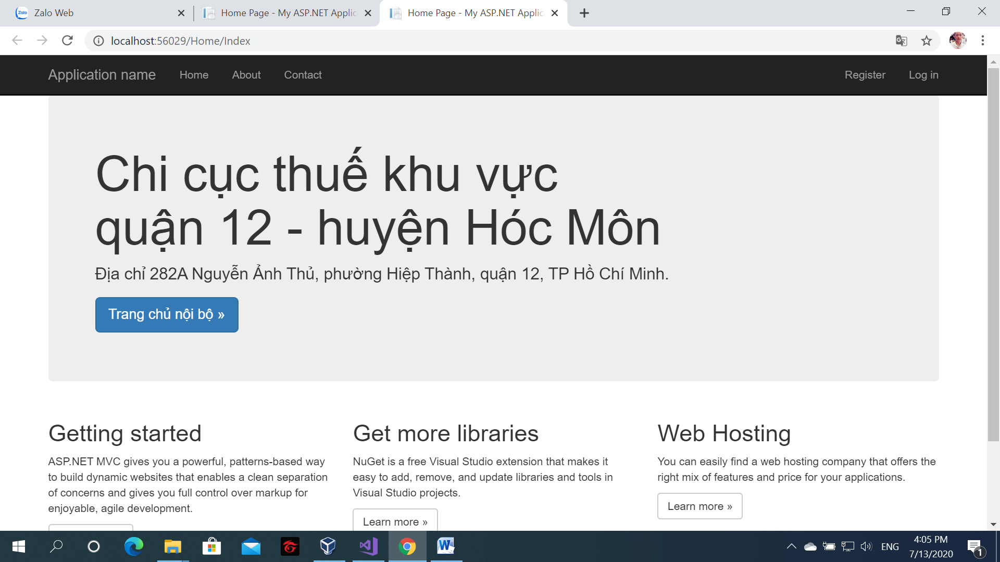 Zalo Web
Home Page - My ASP.NET Applic
Home Page - My ASP.NET Applic
localhost:56029/Home/Index
Application name Home About Contact Register Log in
Chi cục thuế khu vực
quận 12 - huyện Hóc Môn
Địa chỉ 282A Nguyễn Ảnh Thủ, phường Hiệp Thành, quận 12, TP Hồ Chí Minh.
Trang chủ nội bộ »
Getting started
ASP.NET MVC gives you a powerful, patterns-based way
to build dynamic websites that enables a clean separation
of concerns and gives you full control over markup for
enjoyable, agile development.
Get more libraries
NuGet is a free Visual Studio extension that makes it
easy to add, remove, and update libraries and tools in
Visual Studio projects.
Learn more »
Web Hosting
You can easily find a web hosting company that offers the
right mix of features and price for your applications.
Learn more »
ENG
4:05 PM
7/13/2020
1